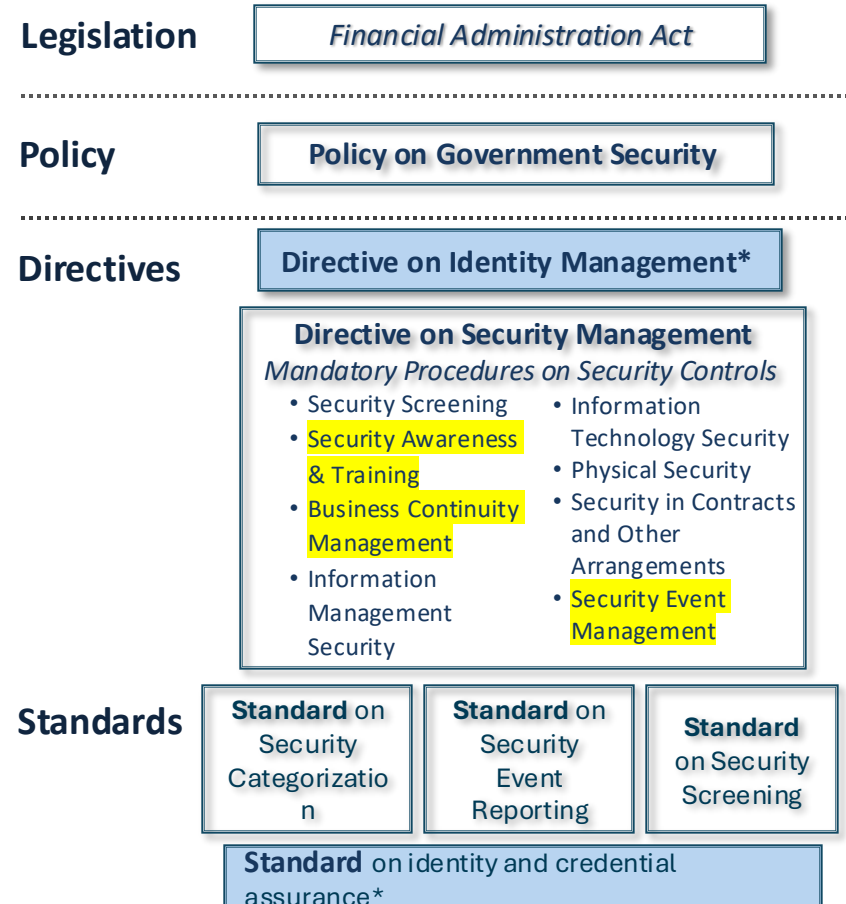 Legislation
Financial Administration Act
Policy
Policy on Government Security
Directives
Directive on Identity Management*
Directive on Security Management
Mandatory Procedures on Security Controls
• Security Screening
• Security Awareness
& Training
• Business Continuity
Management
• Information
Management
Security
• Information
Technology Security
• Physical Security
• Security in Contracts
and Other
Arrangements
• Security Event
Management
Standards
Standard on
Security
Categorizatio
n
Standard on
Security
Event
Reporting
Standard
on Security
Screening
Standard on identity and credential
assurance*